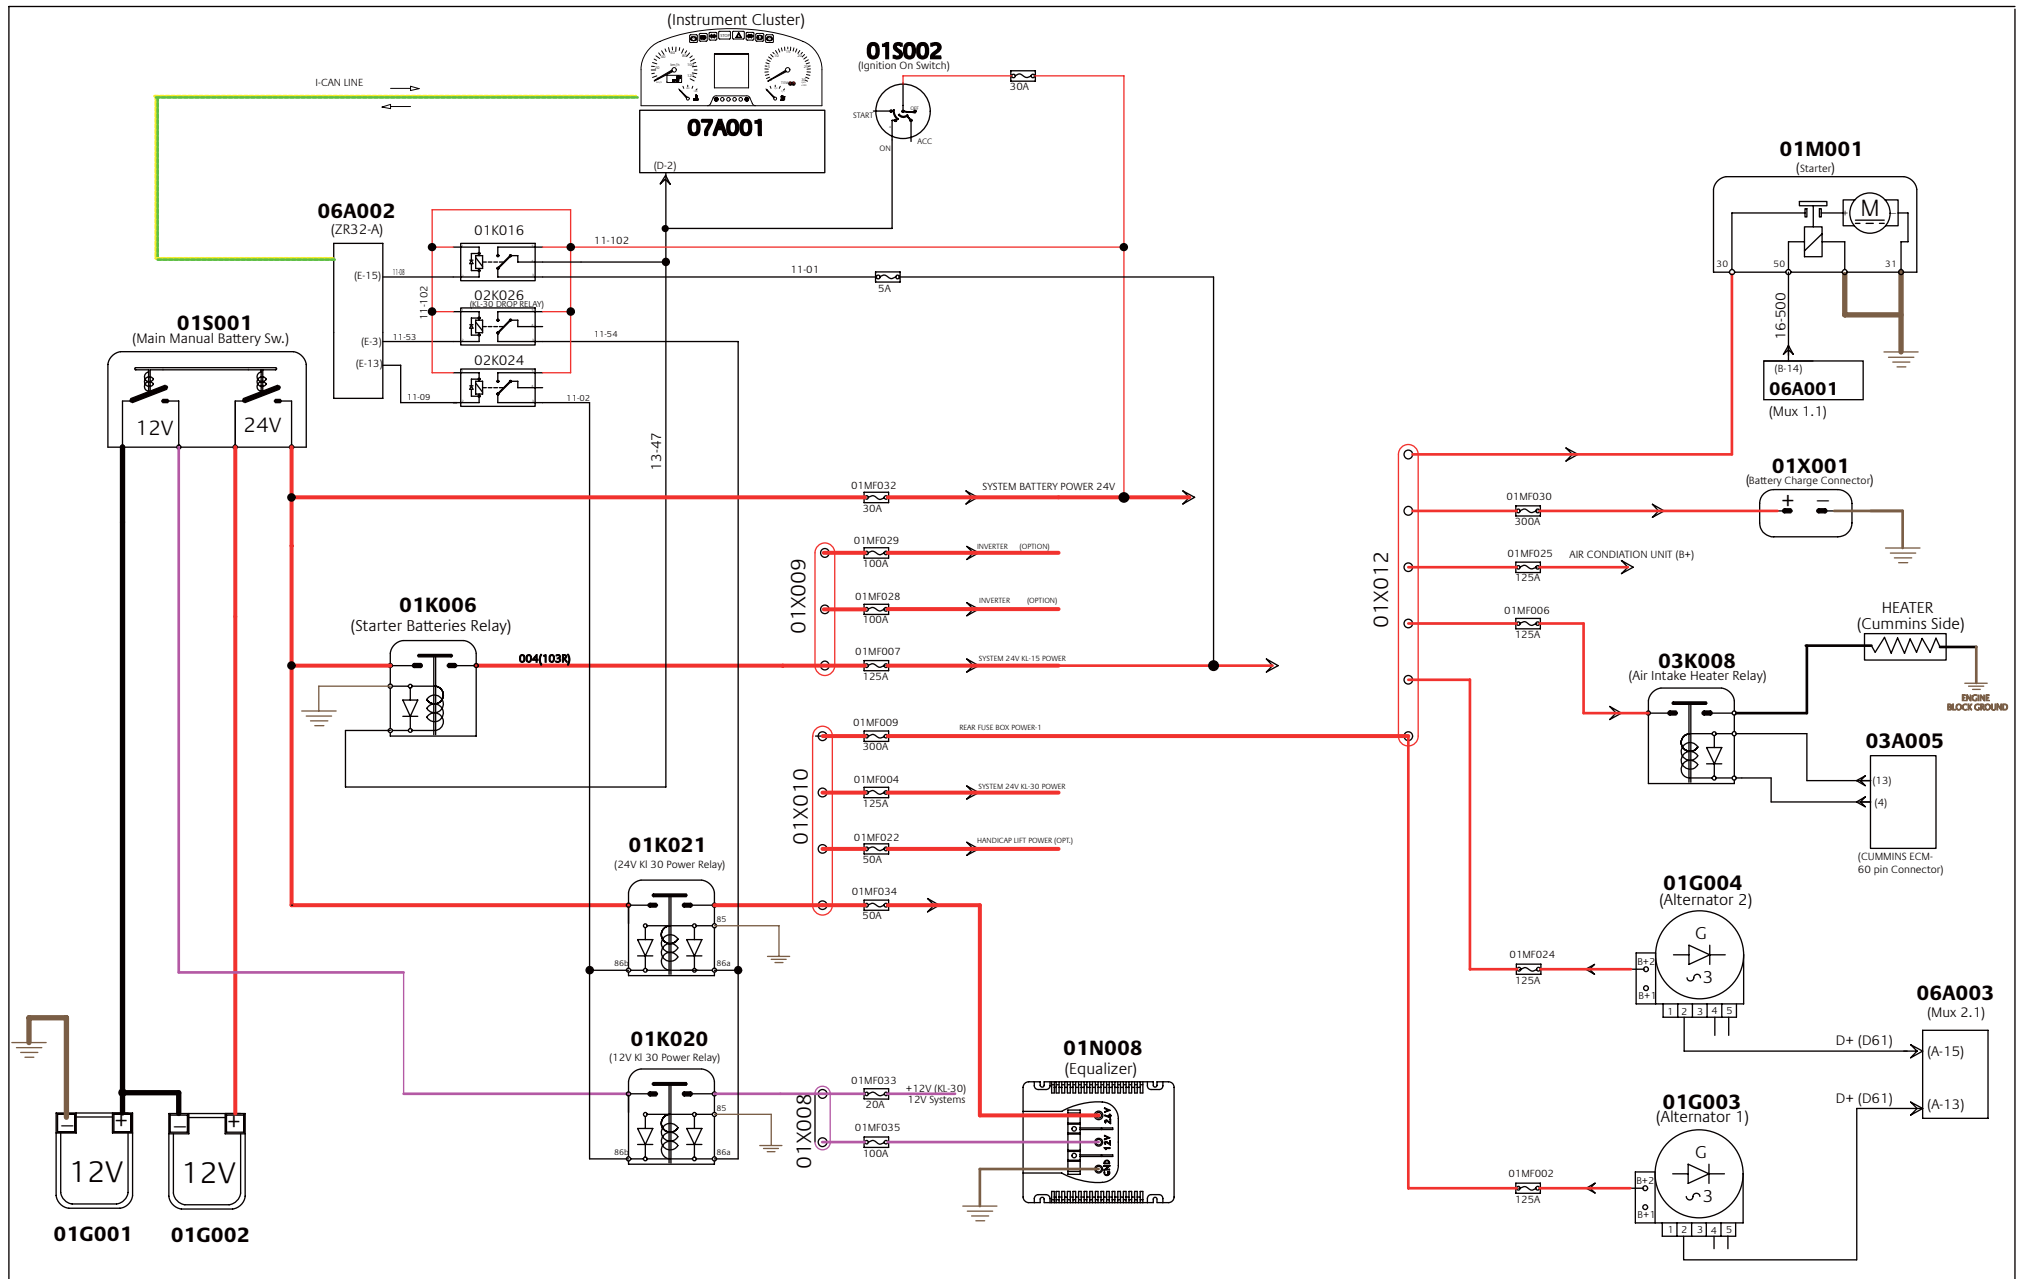 (Instrument Cluster)
07A001
(D-2)
I-CAN LINE
01S002
(Ignition On Switch)
START
OFF
ON
ACC
30A
06A002
(ZR32-A)
(E-15)
(E-3)
(E-13)
11-08
11-53
11-09
11-102
01K016
02K026
(KL-30 DROP RELAY)
02K024
11-102
11-01
5A
11-54
11-02
13-47
01S001
(Main Manual Battery Sw.)
12V
24V
01MF032
30A
SYSTEM BATTERY POWER 24V
01X009
01MF029
100A
INVERTER (OPTION)
01MF028
100A
INVERTER (OPTION)
01MF007
125A
SYSTEM 24V KL-15 POWER
01K006
(Starter Batteries Relay)
004(103R)
01X010
01MF009
300A
REAR FUSE BOX POWER-1
01MF004
125A
SYSTEM 24V KL-30 POWER
01MF022
50A
HANDICAP LIFT POWER (OPT.)
01MF034
50A
01K021
(24V Kl 30 Power Relay)
85
86b
86a
01K020
(12V Kl 30 Power Relay)
85
86b
86a
01X008
01MF033
20A
+12V (KL-30)
12V Systems
01MF035
100A
01N008
(Equalizer)
24V
12V
GND
12V
01G001
12V
01G002
01M001
(Starter)
M
30
50
31
16-500
(B-14)
06A001
(Mux 1.1)
01X012
01MF030
300A
01X001
(Battery Charge Connector)
01MF025
125A
AIR CONDIATION UNIT (B+)
01MF006
125A
HEATER
(Cummins Side)
ENGINE
BLOCK GROUND
03K008
(Air Intake Heater Relay)
03A005
(13)
(4)
(CUMMINS ECM-
60 pin Connector)
01G004
(Alternator 2)
G
3
B+2
B+1
1 2 3 4 5
01MF024
125A
06A003
(Mux 2.1)
D+ (D61)
(A-15)
D+ (D61)
(A-13)
01G003
(Alternator 1)
G
3
B+2
B+1
1 2 3 4 5
01MF002
125A